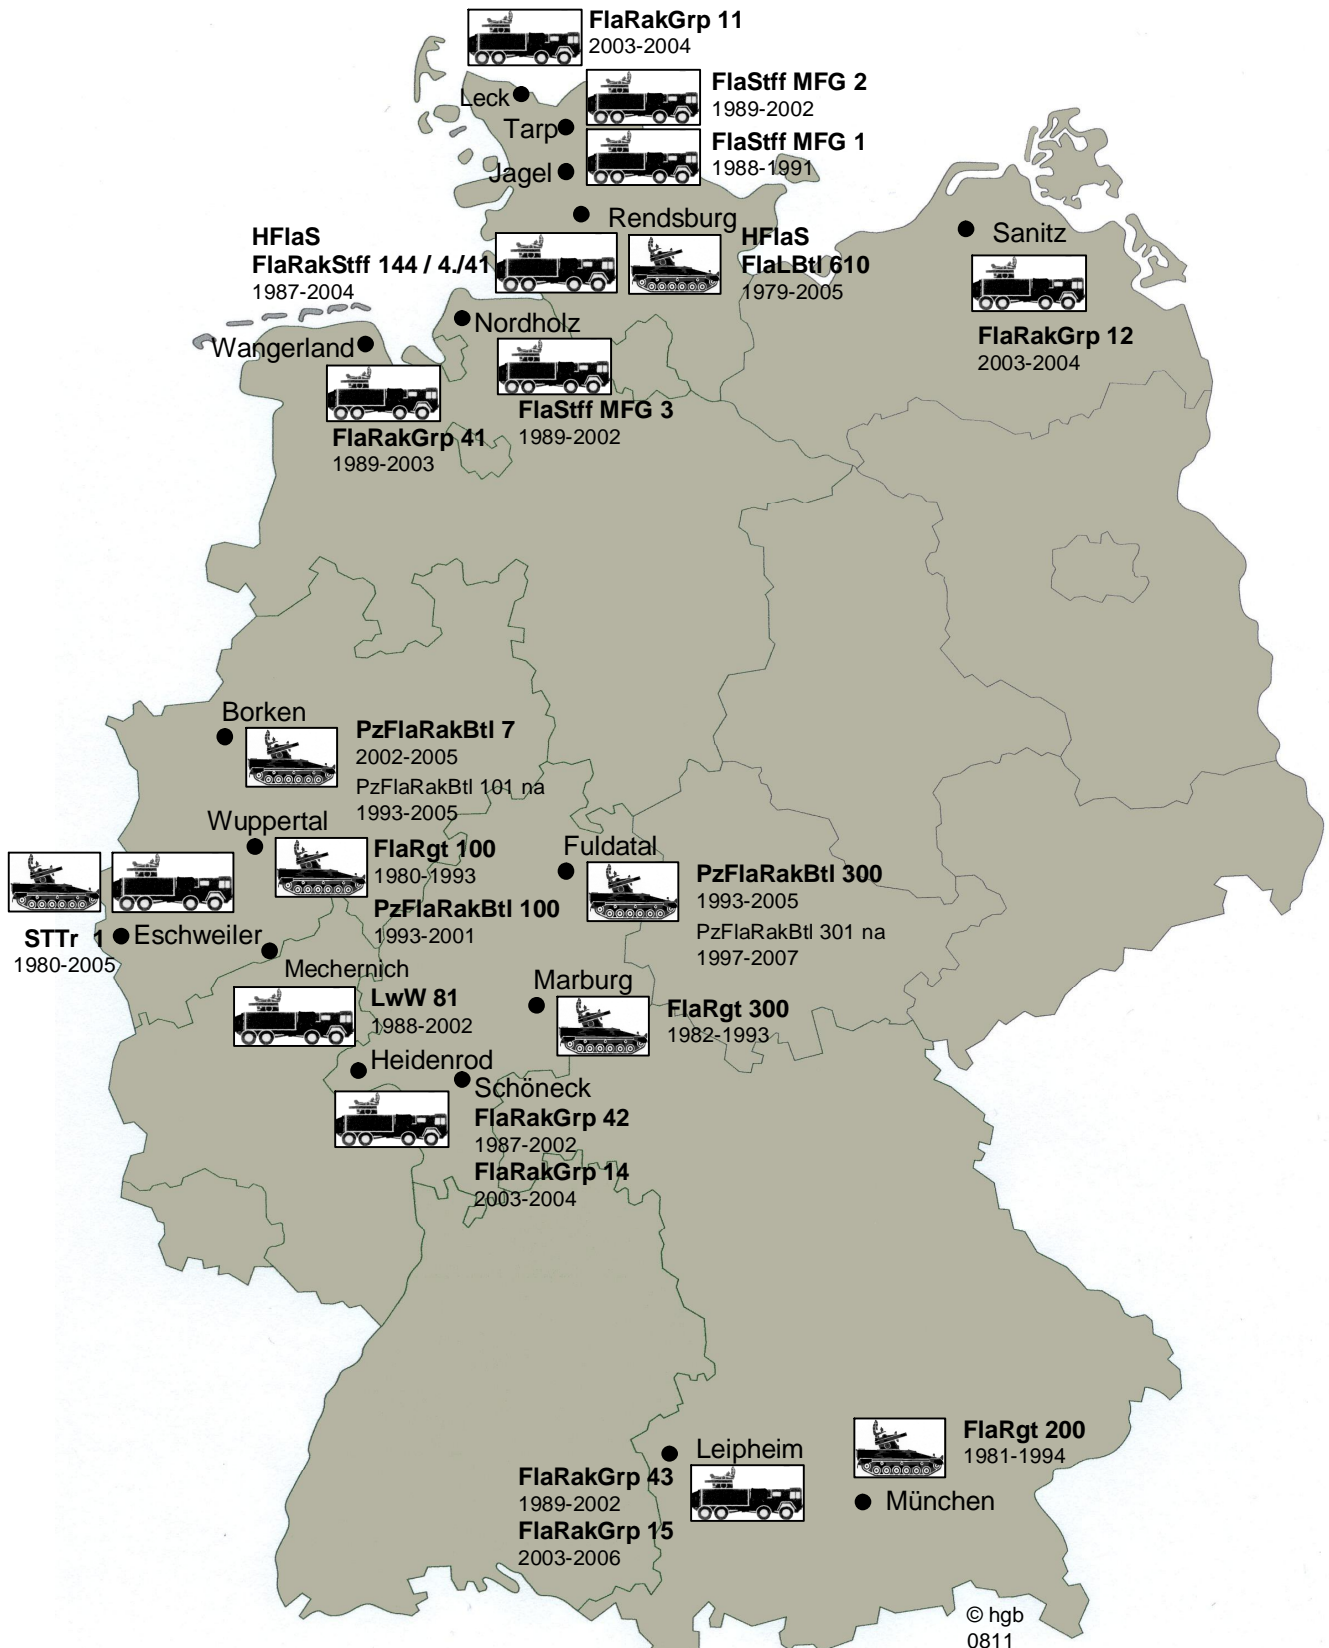 FlaRakGrp 11
2003-2004
Leck
FlaStff MFG 2
1989-2002
Tarp
FlaStff MFG 1
1988-1991
Jagel
Rendsburg
HFlaS
FlaRakStff 144 / 4./41
1987-2004
HFlaS
FlaLBtl 610
1979-2005
Sanitz
FlaRakGrp 12
2003-2004
Nordholz
FlaStff MFG 3
1989-2002
Wangerland
FlaRakGrp 41
1989-2003
Borken
PzFlaRakBtl 7
2002-2005
PzFlaRakBtl 101 na
1993-2005
Wuppertal
FlaRgt 100
1980-1993
PzFlaRakBtl 100
1993-2001
Fuldatal
PzFlaRakBtl 300
1993-2005
PzFlaRakBtl 301 na
1997-2007
STTr 1
1980-2005
Eschweiler
Mechernich
LwW 81
1988-2002
Marburg
FlaRgt 300
1982-1993
Heidenrod
Schöneck
FlaRakGrp 42
1987-2002
FlaRakGrp 14
2003-2004
Leipheim
FlaRakGrp 43
1989-2002
FlaRakGrp 15
2003-2006
FlaRgt 200
1981-1994
München
© hgb
0811